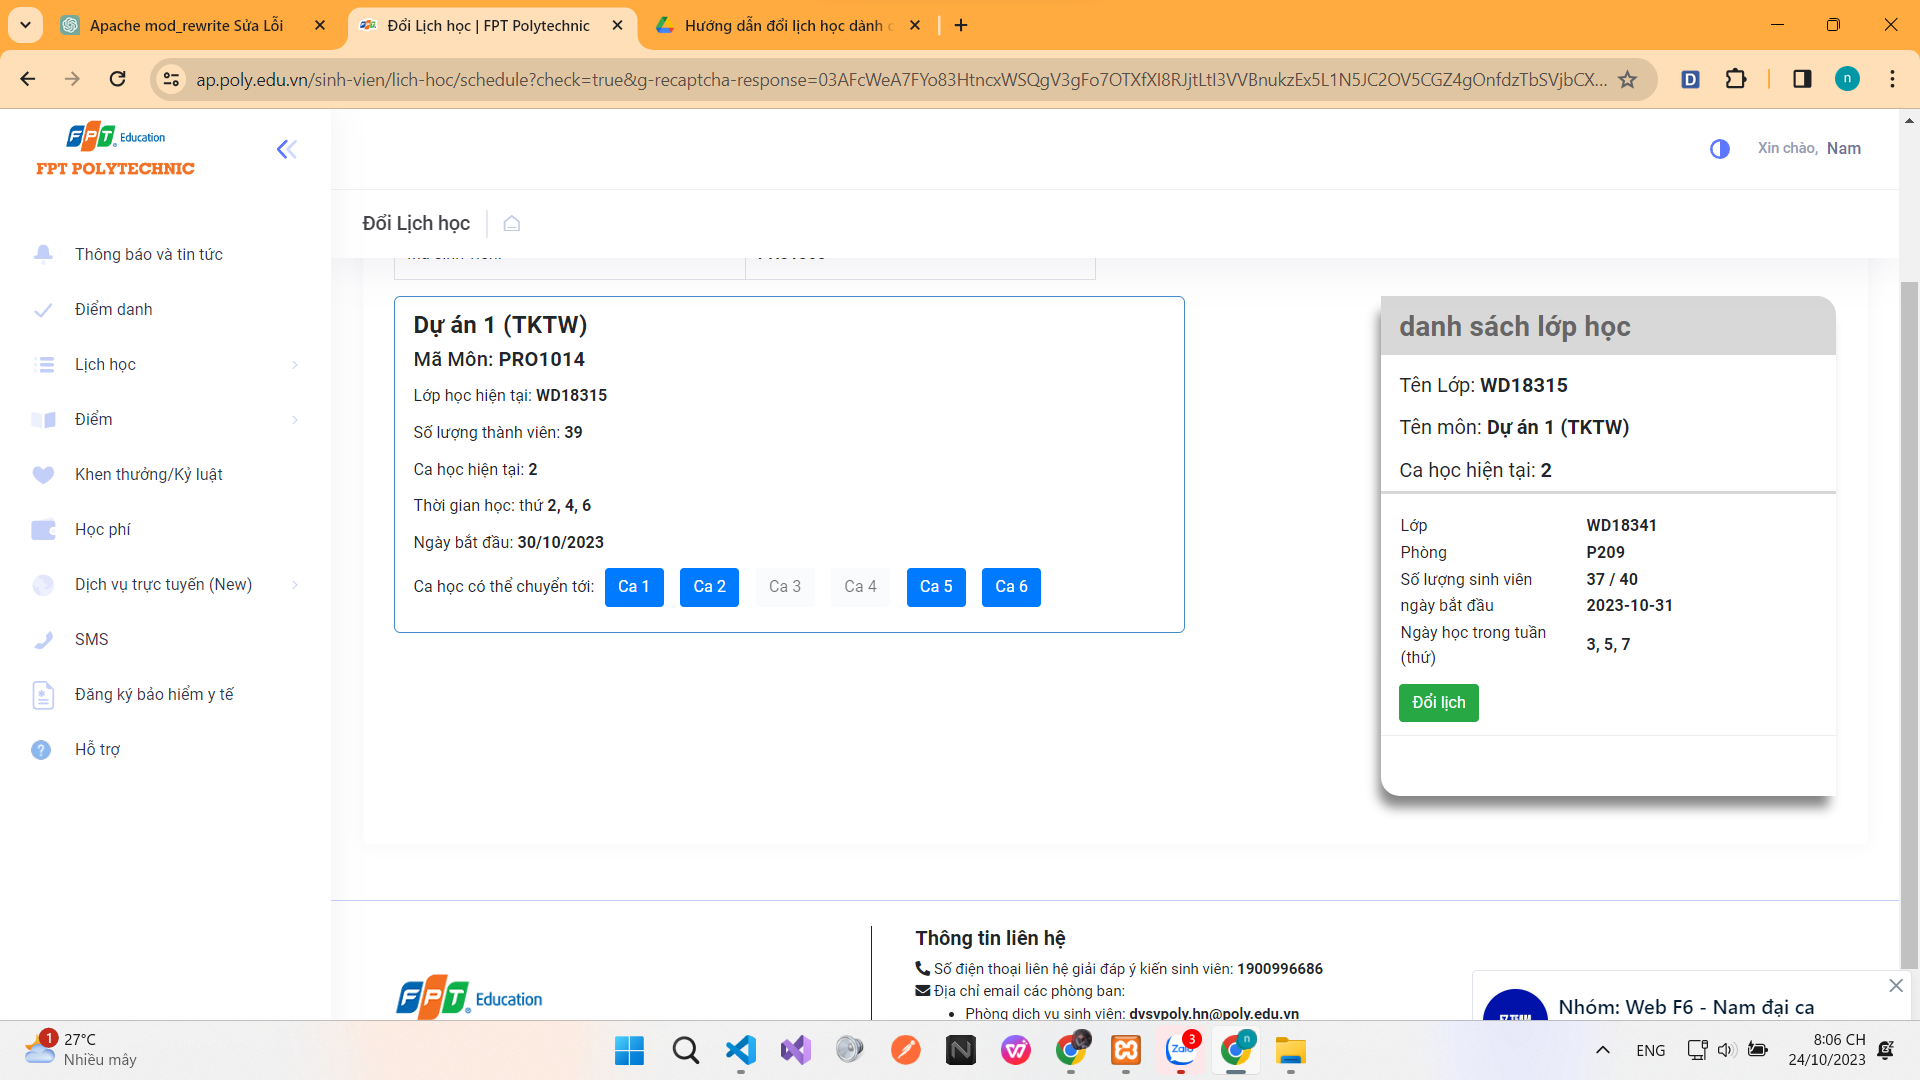 Apache mod_rewrite Sửa Lỗi
Đổi Lịch học | FPT Polytechnic
Hướng dẫn đổi lịch học dành
ap.poly.edu.vn/sinh-vien/lich-hoc/schedule?check=true&g-recaptcha-response=03AFcWeA7FYo83HtncxWSQgV3gFo7OTXfXI8RJjtLtI3VVBnukzEx5L1N5JC2OV5CGZ4gOnfdzTbSVjbCX...
D
n
FPT Education
FPT POLYTECHNIC
Xin chào, Nam
Đổi Lịch học
Thông báo và tin tức
Điểm danh
Lịch học
Điểm
Khen thưởng/Kỷ luật
Học phí
Dịch vụ trực tuyến (New)
SMS
Đăng ký bảo hiểm y tế
Hỗ trợ
Dự án 1 (TKTW)
Mã Môn: PRO1014
Lớp học hiện tại: WD18315
Số lượng thành viên: 39
Ca học hiện tại: 2
Thời gian học: thứ 2, 4, 6
Ngày bắt đầu: 30/10/2023
Ca học có thể chuyển tới: Ca 1 Ca 2 Ca 3 Ca 4 Ca 5 Ca 6
danh sách lớp học
Tên Lớp: WD18315
Tên môn: Dự án 1 (TKTW)
Ca học hiện tại: 2
Lớp WD18341
Phòng P209
Số lượng sinh viên 37 / 40
ngày bắt đầu 2023-10-31
Ngày học trong tuần (thứ) 3, 5, 7
Đổi lịch
FPT Education
Thông tin liên hệ
Số điện thoại liên hệ giải đáp ý kiến sinh viên: 1900996686
Địa chỉ email các phòng ban:
Phòng dịch vụ sinh viên: dvsvpoly.hn@poly.edu.vn
Nhóm: Web F6 - Nam đại ca
1
27°C
Nhiều mây
Zalo
3
n
ENG
8:06 CH
24/10/2023